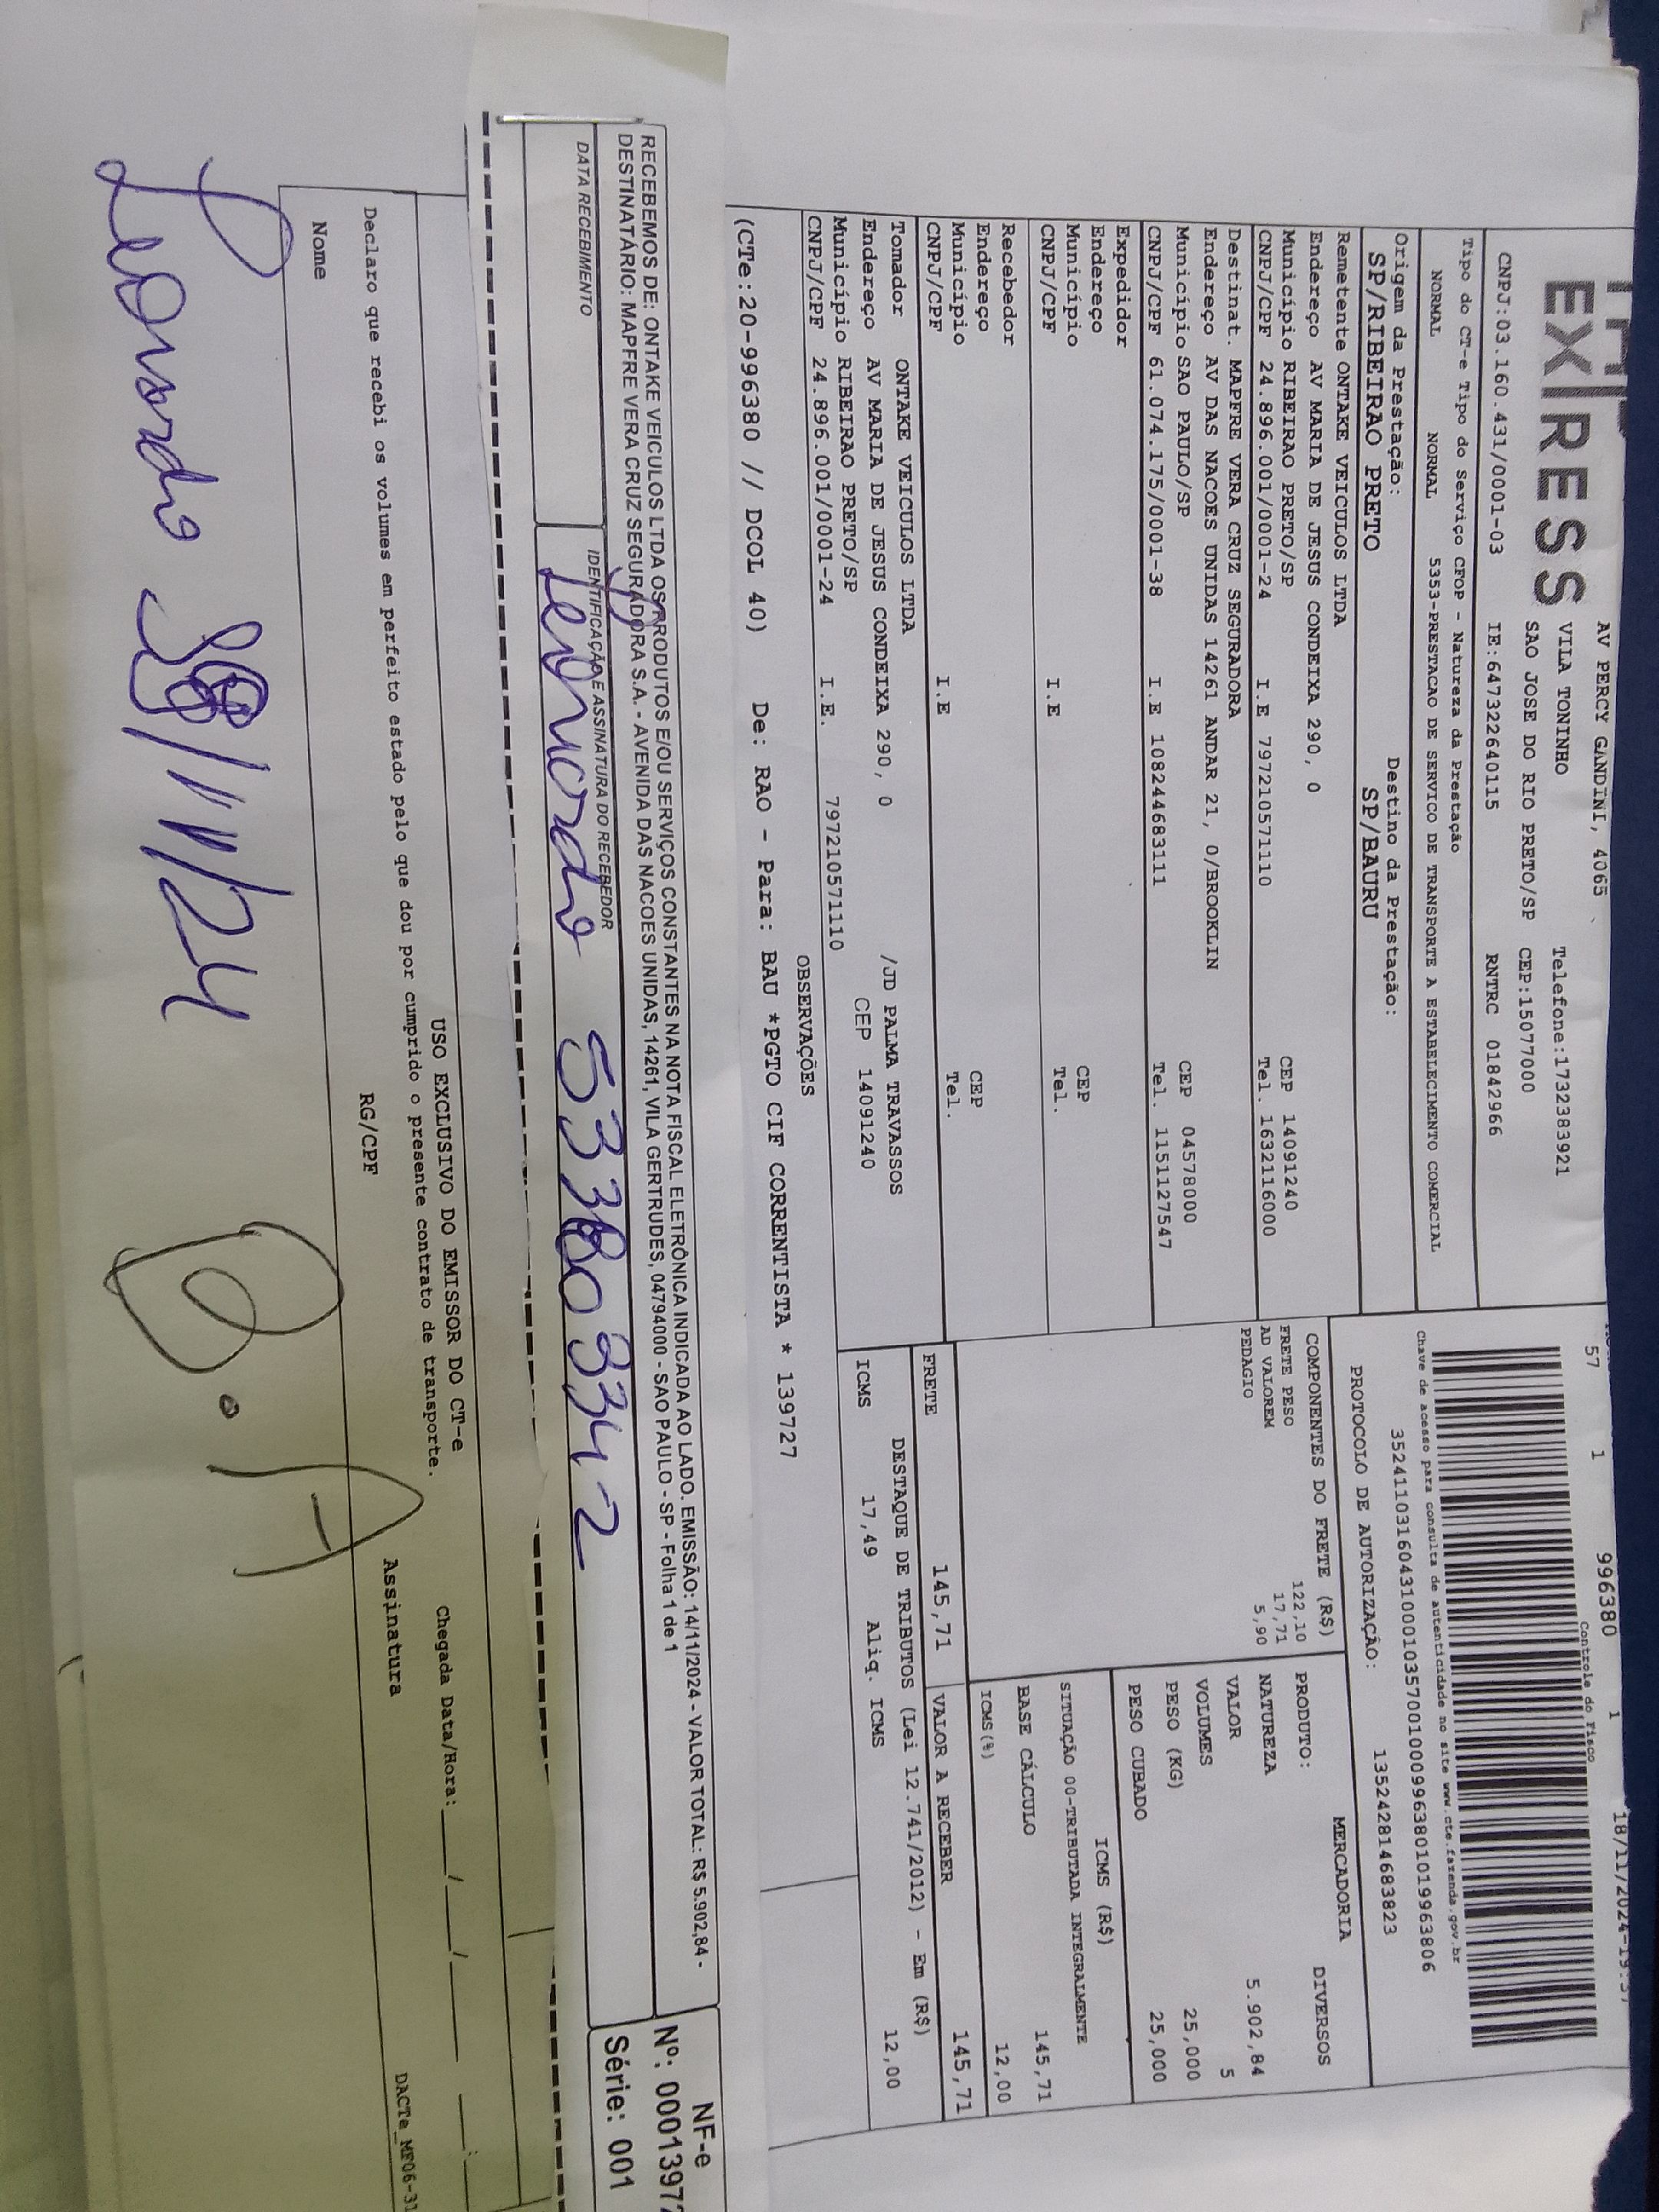 EX RESS
AV PERCY GANDINI, 4065
VILA TONINHO Telefone:1732383921
SAO JOSE DO RIO PRETO/SP CEP:15077000
CNPJ:03.160.431/0001-03 IE:647322640115 RNTRC 01842966
57 1 996380 1 18/11/2024-19:37
Controle do Fisco
Tipo do CT-e Tipo do Serviço CFOP - Natureza da Prestação
NORMAL NORMAL 5353-PRESTACAO DE SERVICO DE TRANSPORTE A ESTABELECIMENTO COMERCIAL
Chave de acesso para consulta de autenticidade no site www.cte.fazenda.gov.br
Origem da Prestação: Destino da Prestação:
SP/RIBEIRAO PRETO SP/BAURU
PROTOCOLO DE AUTORIZAÇÃO: 135242814683823
Remetente ONTAKE VEICULOS LTDA
Endereço AV MARIA DE JESUS CONDEIXA 290, 0
Município RIBEIRAO PRETO/SP CEP 14091240
CNPJ/CPF 24.896.001/0001-24 I.E 797210571110 Tel. 1632116000
Destinat. MAPFRE VERA CRUZ SEGURADORA
Endereço AV DAS NACOES UNIDAS 14261 ANDAR 21, 0/BROOKLIN
Município SAO PAULO/SP CEP 04578000
CNPJ/CPF 61.074.175/0001-38 I.E 108244683111 Tel. 1151127547
Expedidor
Endereço
Município CEP
CNPJ/CPF I.E Tel.
Recebedor
Endereço
Município CEP
CNPJ/CPF I.E Tel.
Tomador ONTAKE VEICULOS LTDA
Endereço AV MARIA DE JESUS CONDEIXA 290, 0 /JD PALMA TRAVASSOS
Município RIBEIRAO PRETO/SP CEP 14091240
CNPJ/CPF 24.896.001/0001-24 I.E. 797210571110
COMPONENTES DO FRETE (R$)
FRETE PESO 122,10
AD VALOREM 17,71
PEDAGIO 5,90
MERCADORIA
PRODUTO: DIVERSOS
NATUREZA
VALOR 5.902,84
VOLUMES 5
PESO (KG) 25,000
PESO CUBADO 25,000
ICMS (R$)
SITUAÇÃO 00-TRIBUTADA INTEGRALMENTE
BASE CÁLCULO 145,71
ICMS(%) 12,00
FRETE 145,71 VALOR A RECEBER 145,71
DESTAQUE DE TRIBUTOS (Lei 12.741/2012) - Em (R$)
ICMS 17,49 Aliq. ICMS 12,00
OBSERVAÇÕES
(CTe:20-996380 // DCOL 40) De: RAO - Para: BAU *PGTO CIF CORRENTISTA * 139727
RECEBEMOS DE: ONTAKE VEICULOS LTDA OS PRODUTOS E/OU SERVIÇOS CONSTANTES NA NOTA FISCAL ELETRÔNICA INDICADA AO LADO. EMISSÃO: 14/11/2024 - VALOR TOTAL: R$ 5.902,84 -
DESTINATÁRIO: MAPFRE VERA CRUZ SEGURADORA S.A. - AVENIDA DAS NACOES UNIDAS, 14261, VILA GERTRUDES, 04794000 - SAO PAULO - SP - Folha 1 de 1
DATA RECEBIMENTO
IDENTIFICAÇÃO E ASSINATURA DO RECEBEDOR
Leonardo
NF-e
Nº: 00013972
Série: 001
USO EXCLUSIVO DO EMISSOR DO CT-e
Declaro que recebi os volumes em perfeito estado pelo que dou por cumprido o presente contrato de transporte.
Chegada Data/Hora: ____/____/____ __:__
Nome RG/CPF Assinatura
DACTe_MF06-31
Leonardo
/11/24